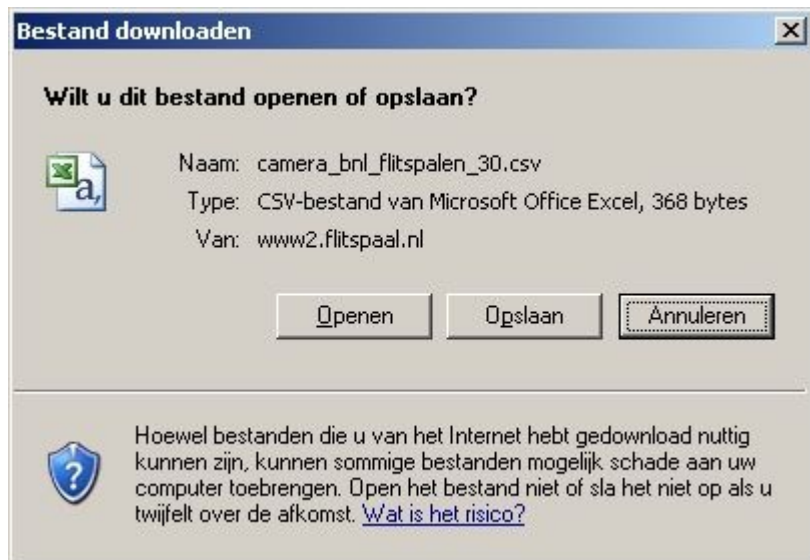 Bestand downloaden
Wilt u dit bestand openen of opslaan?
Naam: camera_bnl_flitspalen_30.csv
Type: CSV-bestand van Microsoft Office Excel, 368 bytes
Van: www2.flitspaal.nl
Openen Opslaan Annuleren
Hoewel bestanden die u van het Internet hebt gedownload nuttig
kunnen zijn, kunnen sommige bestanden mogelijk schade aan uw
computer toebrengen. Open het bestand niet of sla het niet op als u
twijfelt over de afkomst. Wat is het risico?